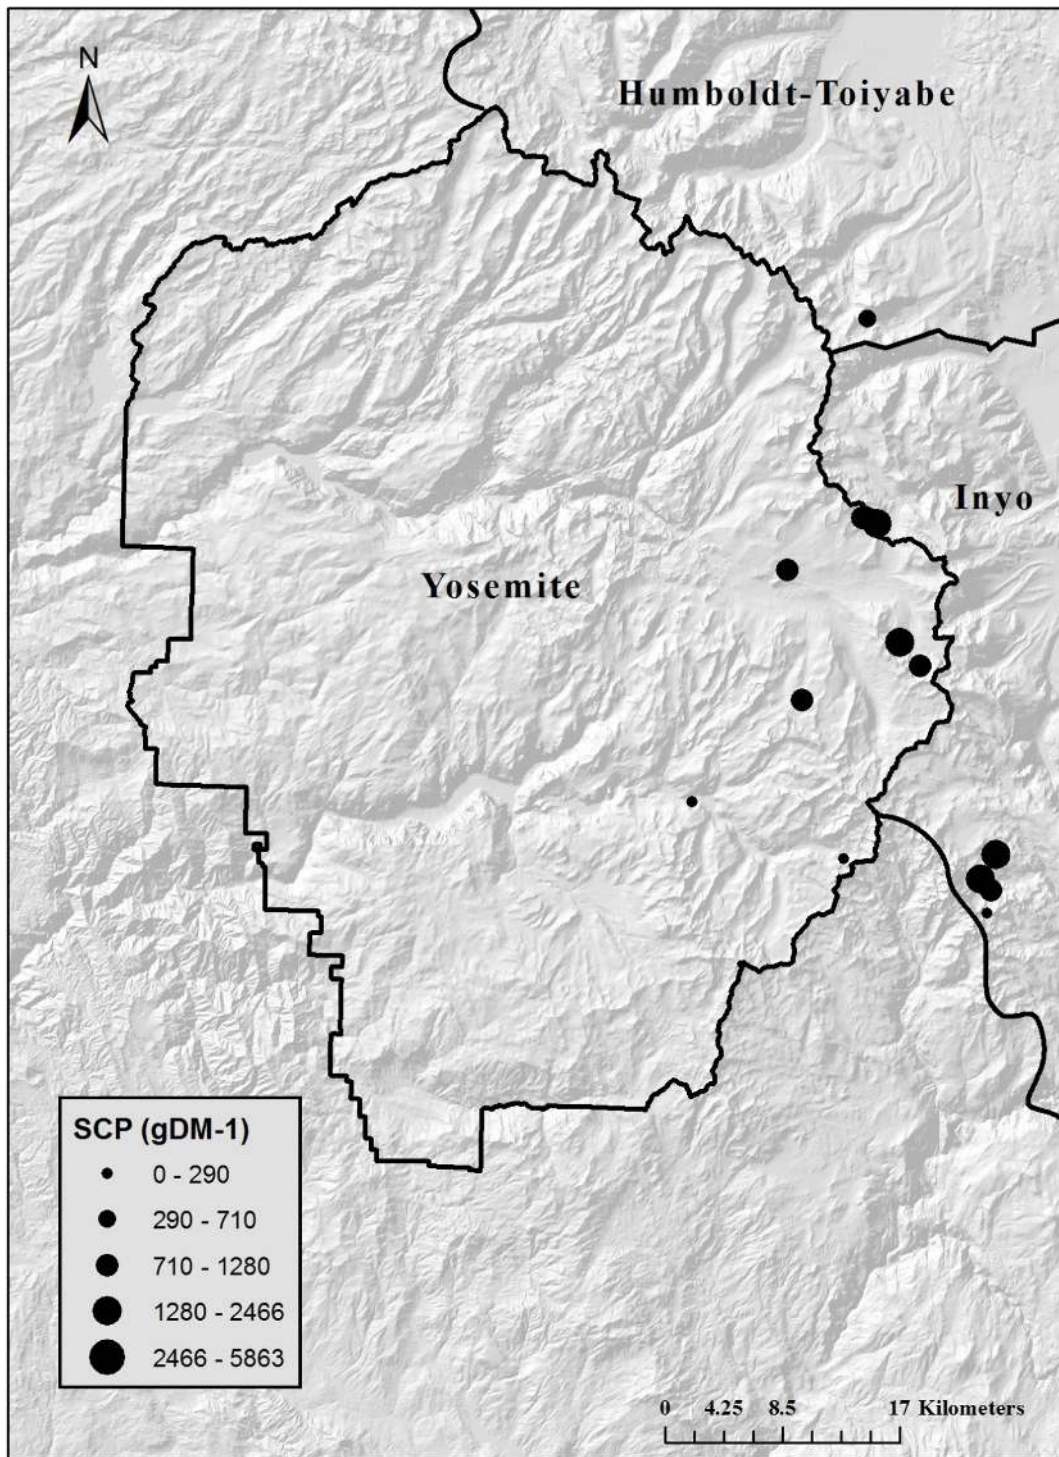 N
Humboldt-Toiyabe
Inyo
Yosemite
SCP (gDM-1)
0 - 290
290 - 710
710 - 1280
1280 - 2466
2466 - 5863
0 4.25 8.5 17 Kilometers